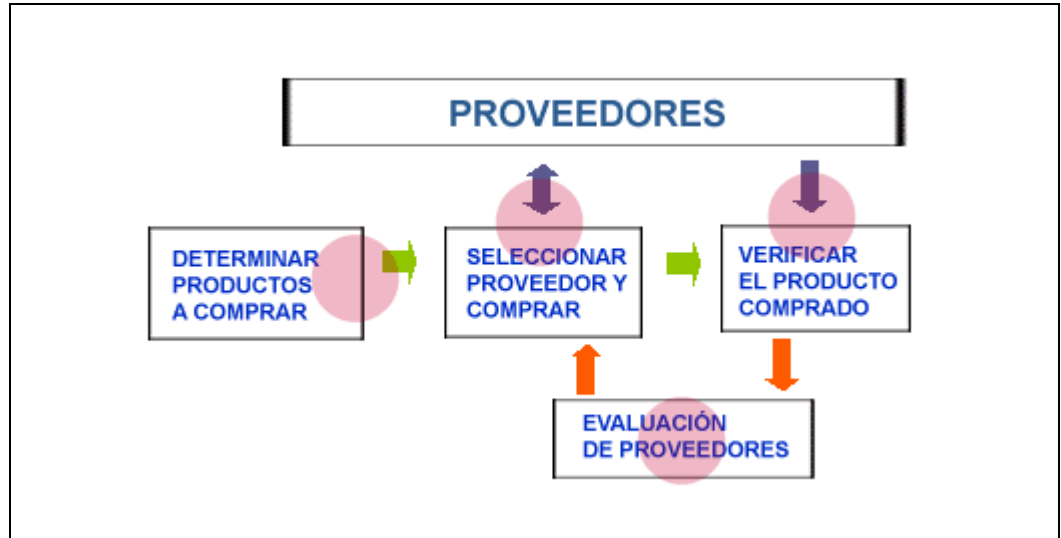 PROVEEDORES
DETERMINAR
PRODUCTOS
A COMPRAR
SELECCIONAR
PROVEEDOR Y
COMPRAR
VERIFICAR
EL PRODUCTO
COMPRADO
EVALUACIÓN
DE PROVEEDORES